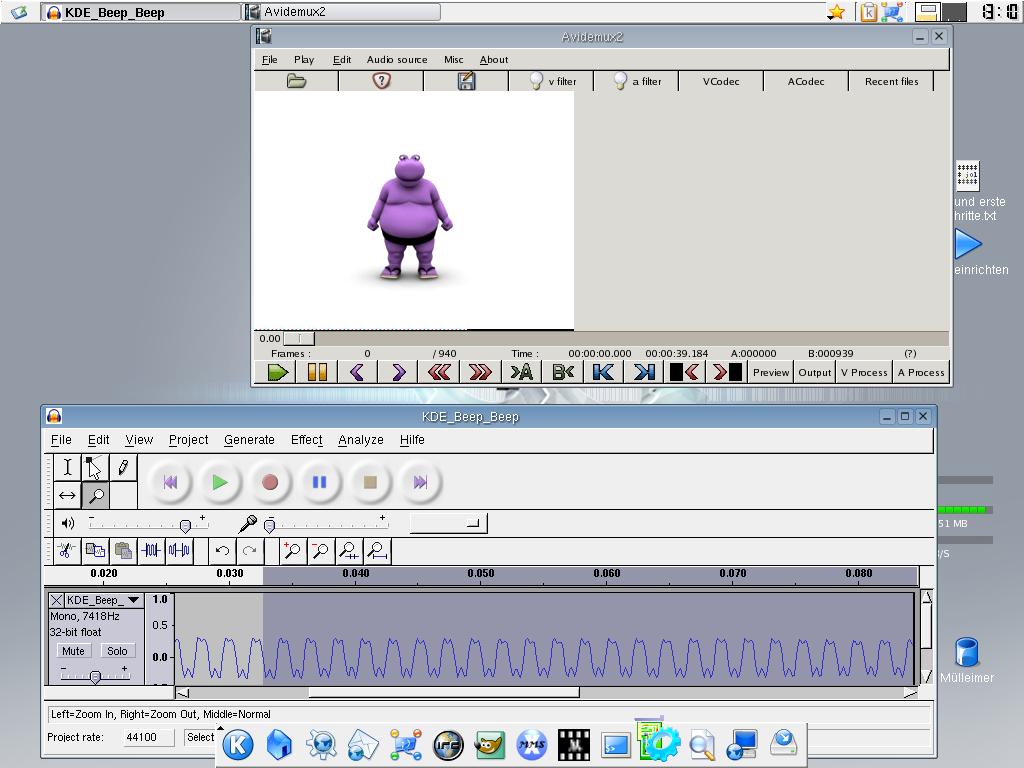 KDE_Beep_Beep
Avidemux2
13:10
Avidemux2
File Play Edit Audio source Misc About
v filter a filter VCodec ACodec Recent files
0.00
Frames : 0 / 940 Time : 00:00:00.000 00:00:39.184 A:000000 B:000939 (?)
>A B< Preview Output V Process A Process
und erste
hritte.txt
einrichten
KDE_Beep_Beep
File Edit View Project Generate Effect Analyze Hilfe
51 MB
/S
0.020 0.030 0.040 0.050 0.060 0.070 0.080
KDE_Beep_
Mono, 7418Hz
32-bit float
Mute Solo
- +
1.0
0.5
0.0
Mülleimer
Left=Zoom In, Right=Zoom Out, Middle=Normal
Project rate: 44100 Select
K IRC MMS